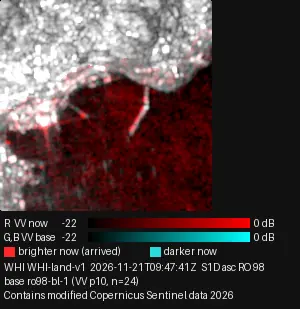 R VV now -22 0 dB
G,B VV base -22 0 dB
brighter now (arrived) darker now
WHI WHI-land-v1 2026-11-21T09:47:41Z S1D asc RO98
base ro98-bl-1 (VV p10, n=24)
Contains modified Copernicus Sentinel data 2026